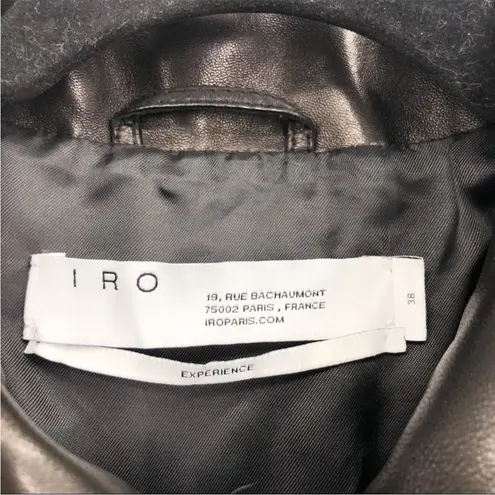 IRO
19, RUE BACHAUMONT
75002 PARIS, FRANCE
IROPARIS.COM
38
EXPERIENCE